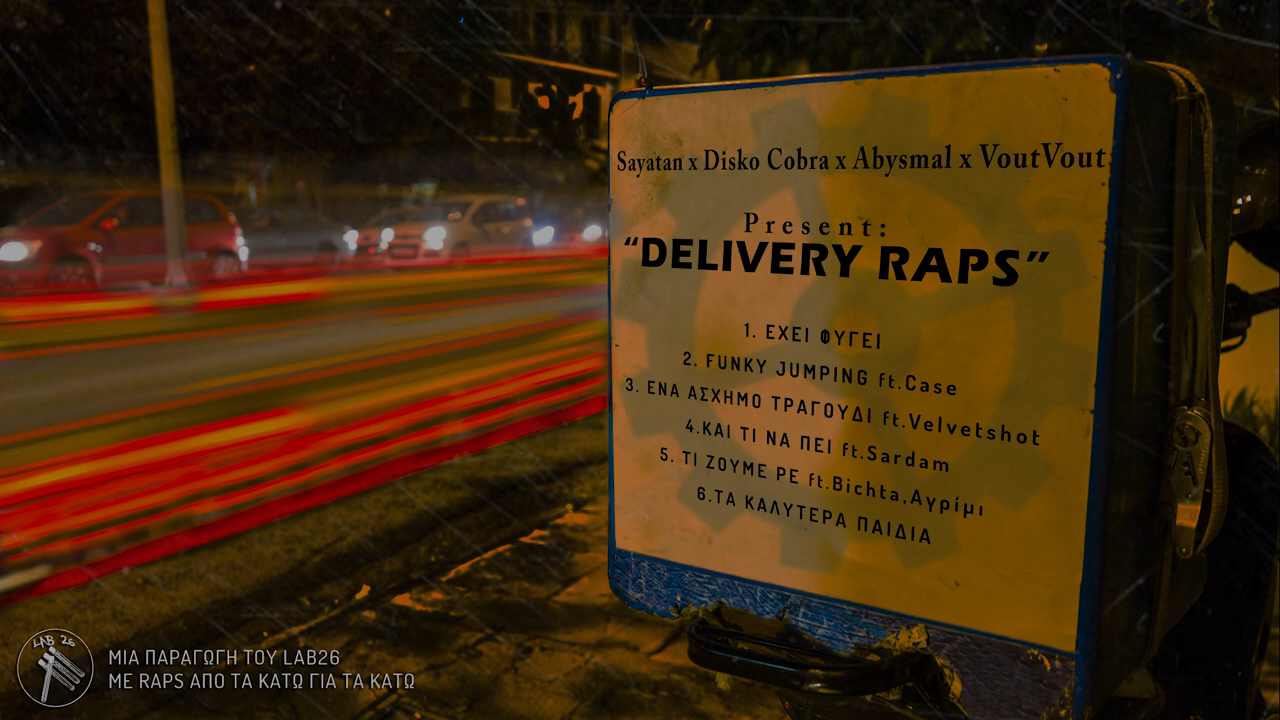 Sayatan x Disko Cobra x Abysmal x VoutVout
Present:
“DELIVERY RAPS”
1. ΕΧΕΙ ΦΥΓΕΙ
2. FUNKY JUMPING ft.Case
3. ΕΝΑ ΑΣΧΗΜΟ ΤΡΑΓΟΥΔΙ ft.Velvetshot
4.ΚΑΙ ΤΙ ΝΑ ΠΕΙ ft.Sardam
5. ΤΙ ΖΟΥΜΕ ΡΕ ft.Bichta,Αγρίμι
6.ΤΑ ΚΑΛΥΤΕΡΑ ΠΑΙΔΙΑ
LAB 26
ΜΙΑ ΠΑΡΑΓΩΓΗ ΤΟΥ LAB26
ΜΕ RAPS ΑΠΟ ΤΑ ΚΑΤΩ ΓΙΑ ΤΑ ΚΑΤΩ